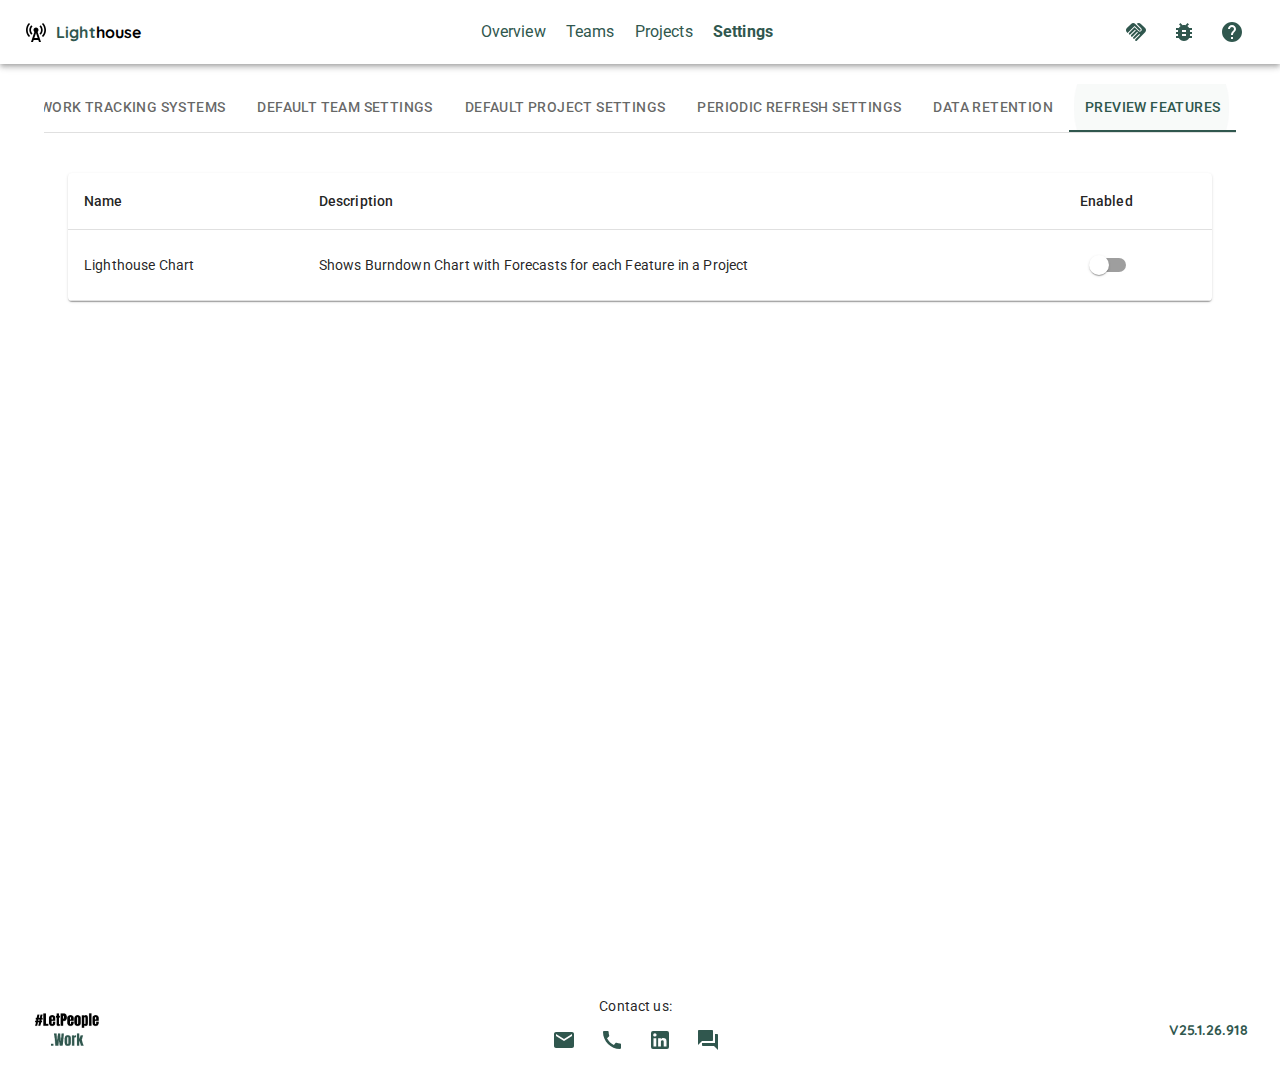 Lighthouse
Overview Teams Projects Settings
WORK TRACKING SYSTEMS DEFAULT TEAM SETTINGS DEFAULT PROJECT SETTINGS PERIODIC REFRESH SETTINGS DATA RETENTION PREVIEW FEATURES
Name Description Enabled
Lighthouse Chart Shows Burndown Chart with Forecasts for each Feature in a Project
Contact us:
#LetPeople
.Work
V25.1.26.918